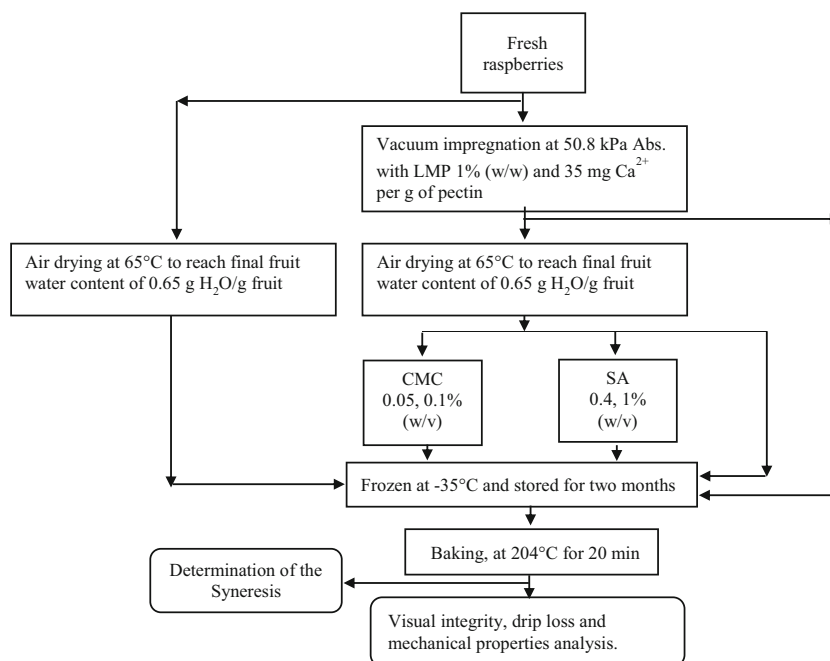 Fresh
raspberries
Vacuum impregnation at 50.8 kPa Abs.
with LMP 1% (w/w) and 35 mg Ca²⁺
per g of pectin
Air drying at 65°C to reach final fruit
water content of 0.65 g H₂O/g fruit
Air drying at 65°C to reach final fruit
water content of 0.65 g H₂O/g fruit
CMC
0.05, 0.1%
(w/v)
SA
0.4, 1%
(w/v)
Frozen at -35°C and stored for two months
Baking, at 204°C for 20 min
Determination of the
Syneresis
Visual integrity, drip loss and
mechanical properties analysis.